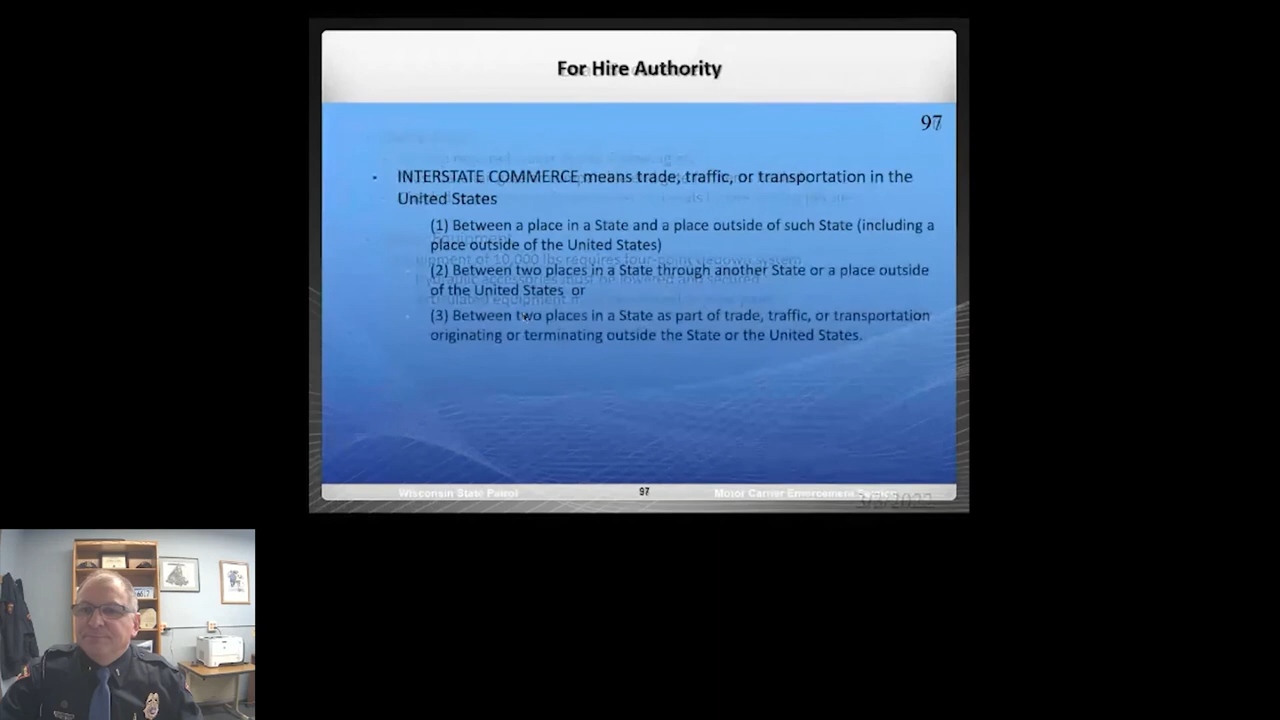 For Hire Authority
97
· INTERSTATE COMMERCE means trade, traffic, or transportation in the
United States
(1) Between a place in a State and a place outside of such State (including a
place outside of the United States)
(2) Between two places in a State through another State or a place outside
of the United States or
(3) Between two places in a State as part of trade, traffic, or transportation
originating or terminating outside the State or the United States.
Wisconsin State Patrol
97
Motor Carrier Enforcement Section